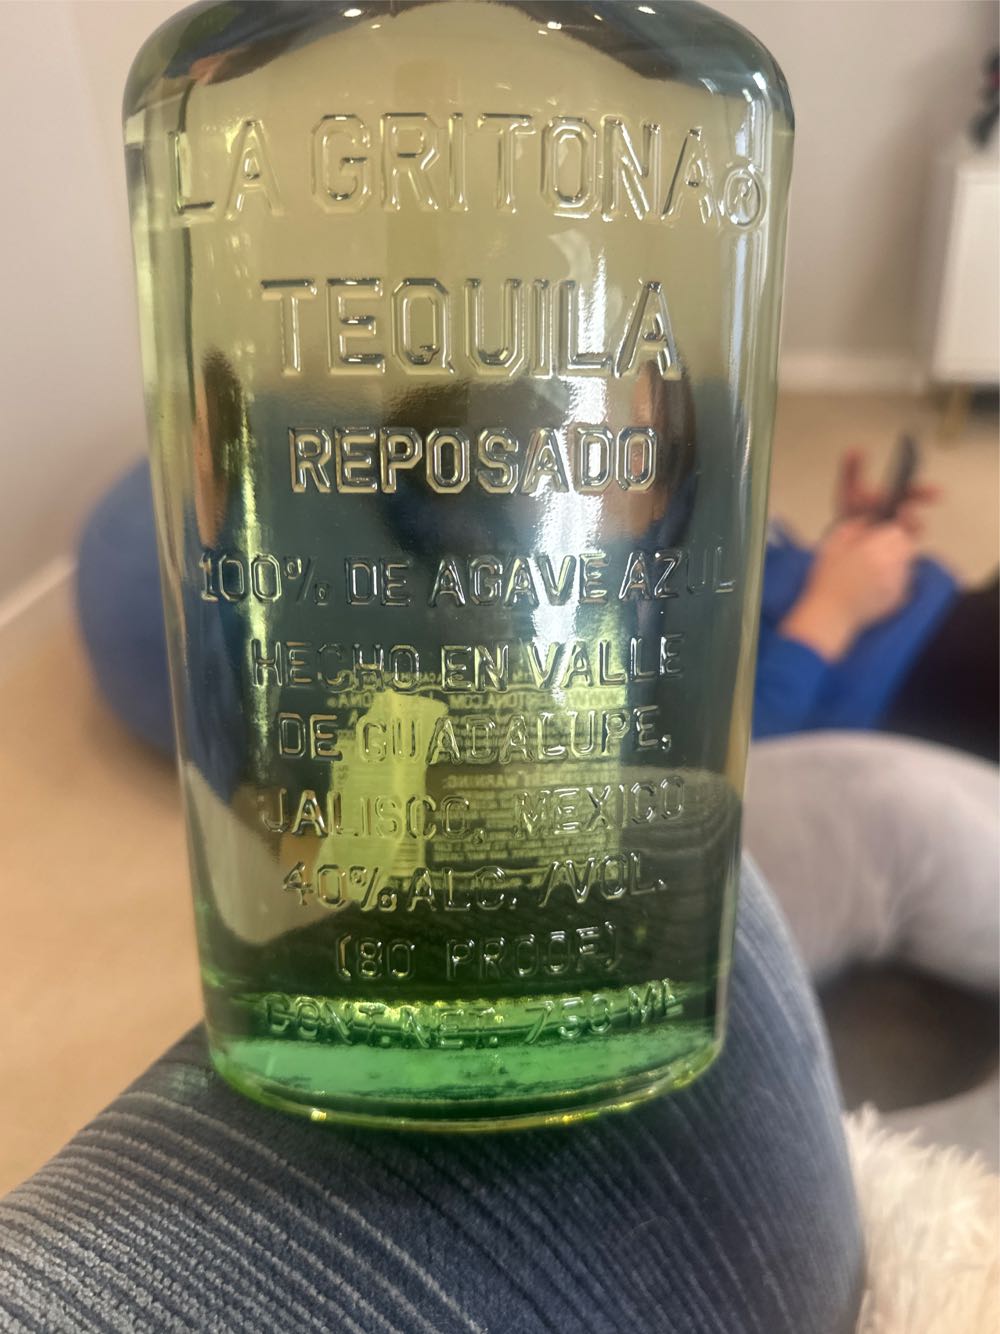 LA GRITONA®
TEQUILA
REPOSADO
100% DE AGAVE AZUL
HECHO EN VALLE
DE GUADALUPE,
JALISCO, MEXICO
40% ALC. /VOL.
(80 PROOF)
CONT. NET. 750 ML